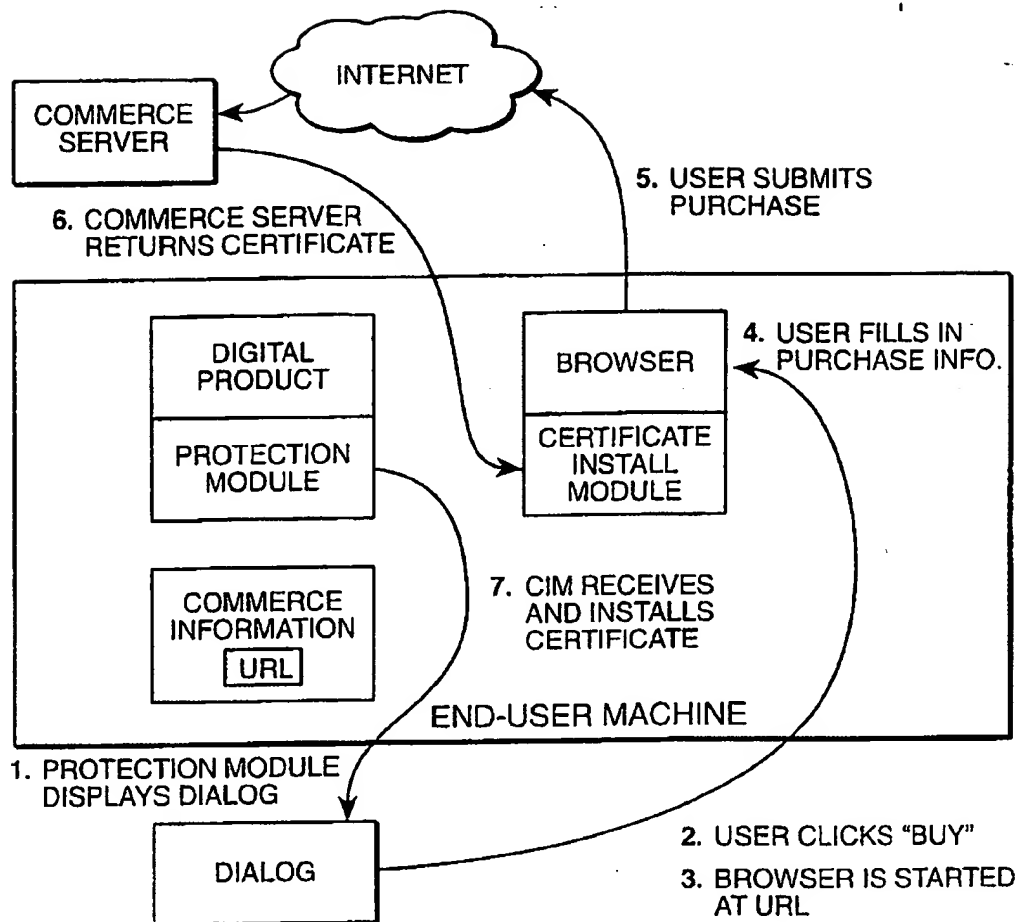 INTERNET
COMMERCE
SERVER
5. USER SUBMITS
PURCHASE
6. COMMERCE SERVER
RETURNS CERTIFICATE
DIGITAL
PRODUCT
BROWSER
4. USER FILLS IN
PURCHASE INFO.
PROTECTION
MODULE
CERTIFICATE
INSTALL
MODULE
COMMERCE
INFORMATION
URL
7. CIM RECEIVES
AND INSTALLS
CERTIFICATE
END-USER MACHINE
1. PROTECTION MODULE
DISPLAYS DIALOG
DIALOG
2. USER CLICKS “BUY”
3. BROWSER IS STARTED
AT URL